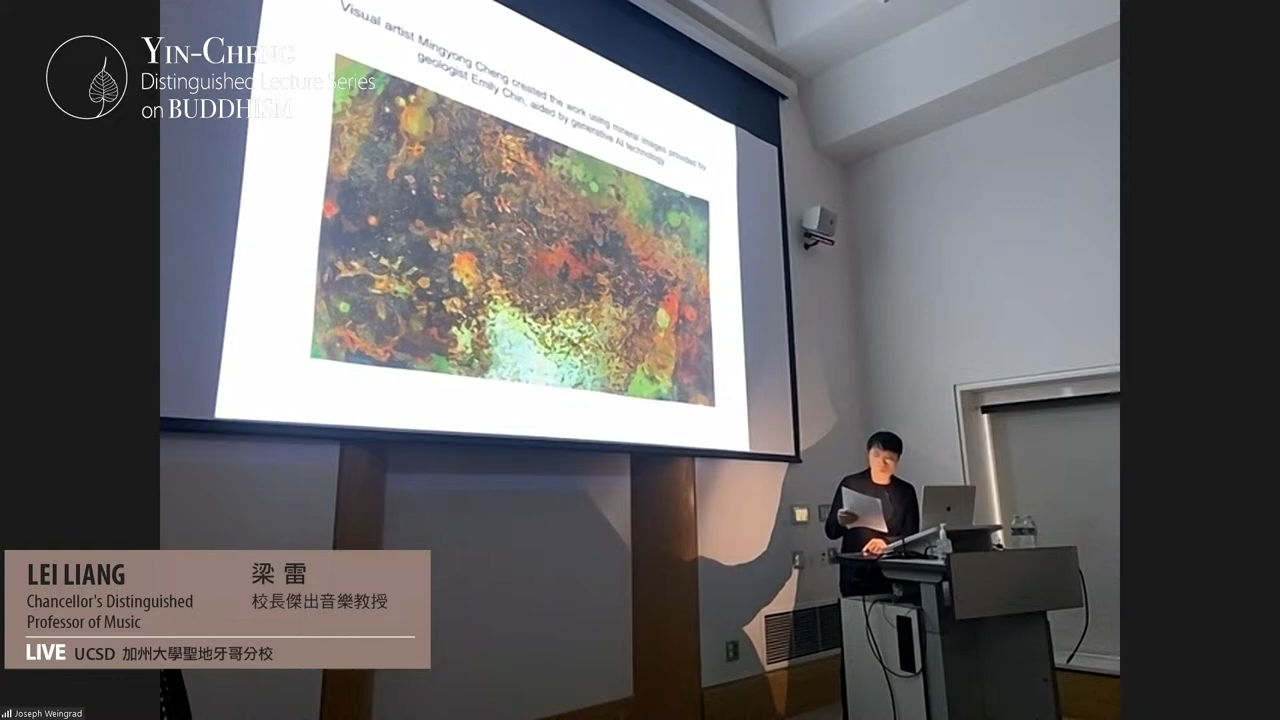 YIN-CHENG
Distinguished Lecture Series
on BUDDHISM
Visual artist Mingyong Cheng created the work using mineral images provided by
geologist Emily Chin, aided by generative AI technology
LEI LIANG
梁 雷
Chancellor's Distinguished
Professor of Music
校長傑出音樂教授
LIVE UCSD 加州大學聖地牙哥分校
Joseph Weingrad